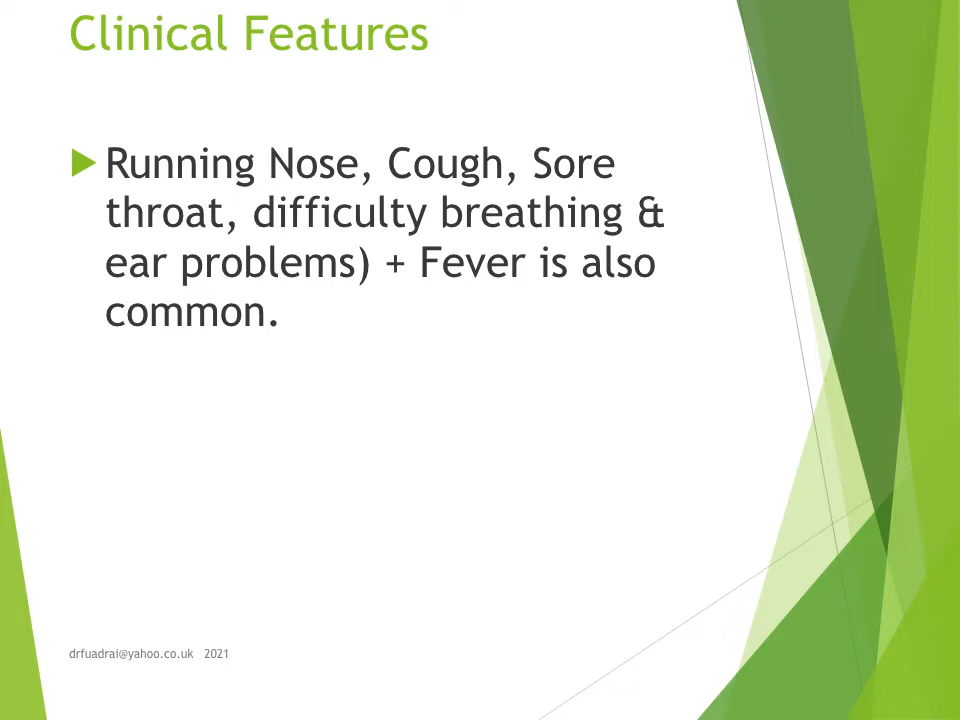 Clinical Features
Running Nose, Cough, Sore
throat, difficulty breathing &
ear problems) + Fever is also
common.
drfuadrai@yahoo.co.uk 2021